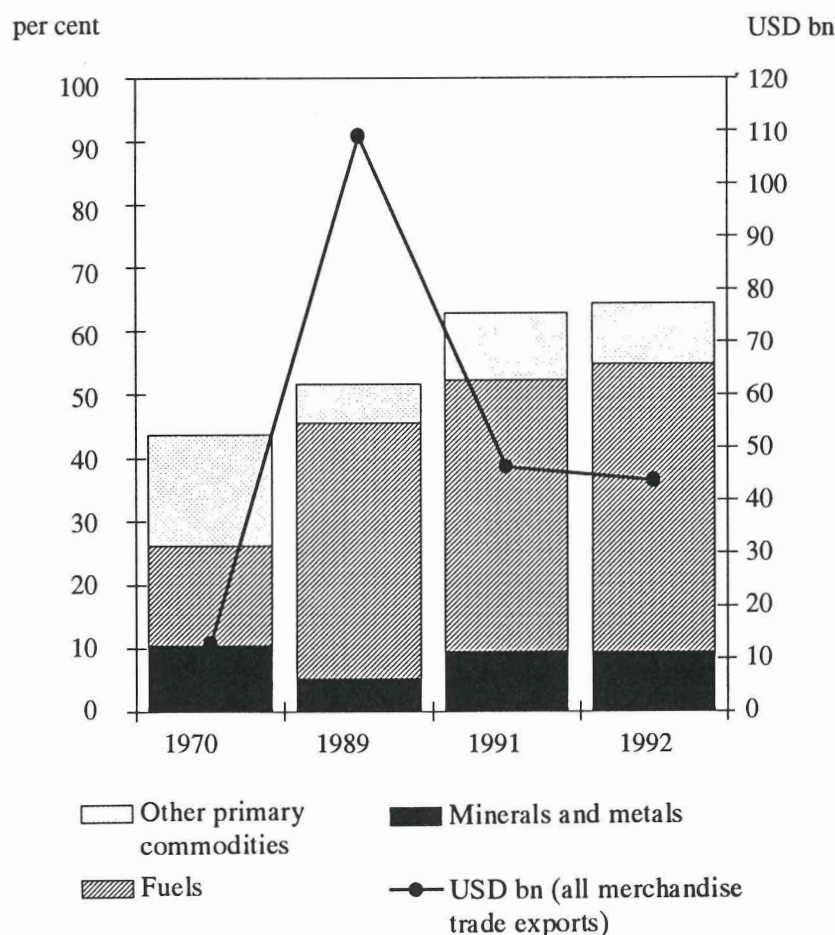 per cent
USD bn
100
90
80
70
60
50
40
30
20
10
0
120
110
100
90
80
70
60
50
40
30
20
10
0
1970 1989 1991 1992
Other primary
commodities
Minerals and metals
Fuels
USD bn (all merchandise
trade exports)